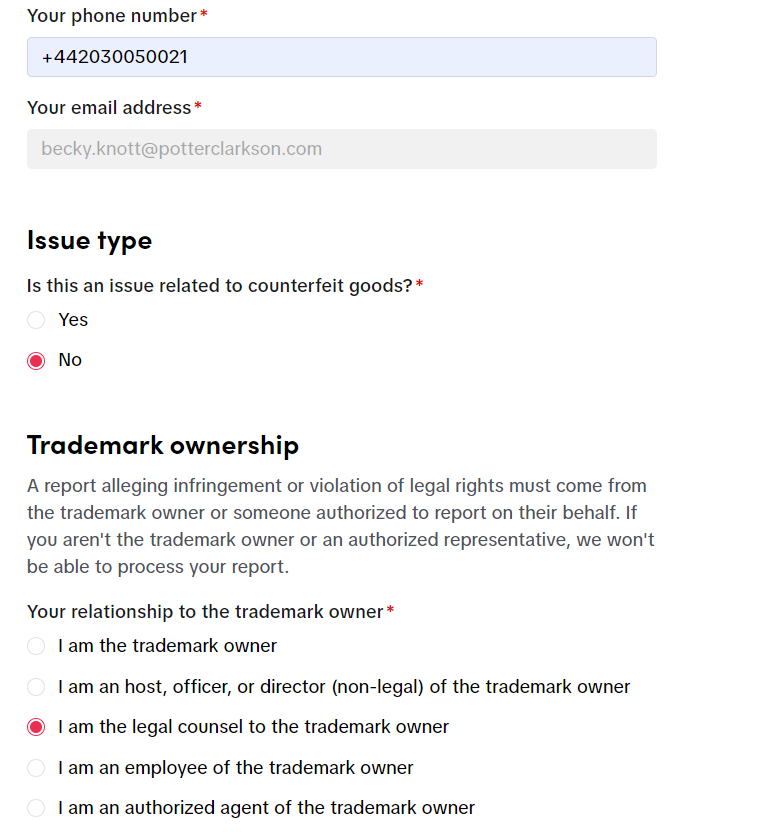 Your phone number*
+442030050021
Your email address*
becky.knott@potterclarkson.com
Issue type
Is this an issue related to counterfeit goods?*
Yes
No
Trademark ownership
A report alleging infringement or violation of legal rights must come from
the trademark owner or someone authorized to report on their behalf. If
you aren't the trademark owner or an authorized representative, we won't
be able to process your report.
Your relationship to the trademark owner*
I am the trademark owner
I am an host, officer, or director (non-legal) of the trademark owner
I am the legal counsel to the trademark owner
I am an employee of the trademark owner
I am an authorized agent of the trademark owner